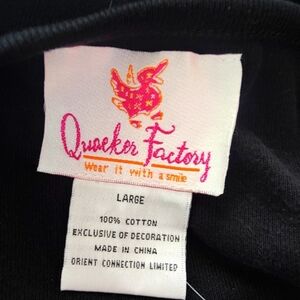 Quacker Factory
Wear it with a smile
LARGE
100% COTTON
EXCLUSIVE OF DECORATION
MADE IN CHINA
ORIENT CONNECTION LIMITED